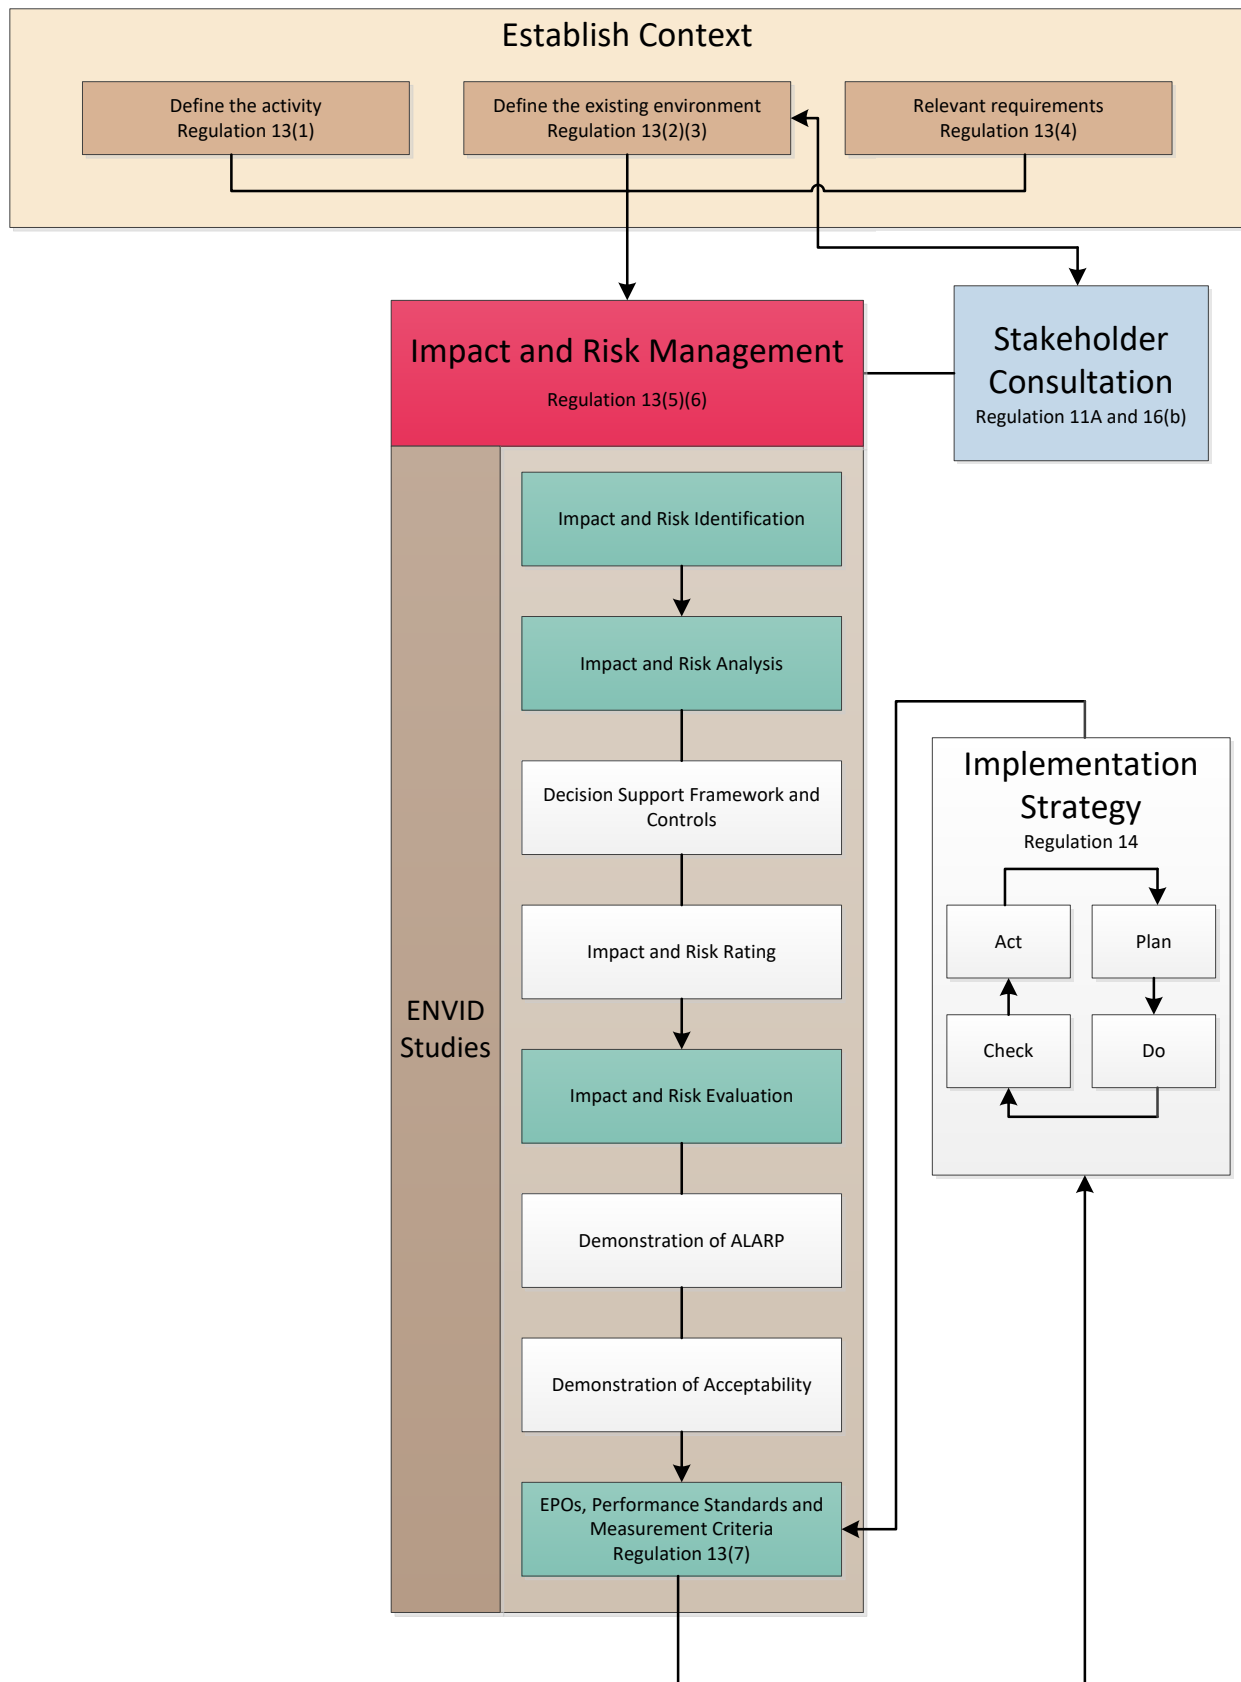 Establish Context
Define the activity
Regulation 13(1)
Define the existing environment
Regulation 13(2)(3)
Relevant requirements
Regulation 13(4)
Impact and Risk Management
Regulation 13(5)(6)
Stakeholder
Consultation
Regulation 11A and 16(b)
ENVID
Studies
Impact and Risk Identification
Impact and Risk Analysis
Decision Support Framework and
Controls
Impact and Risk Rating
Impact and Risk Evaluation
Demonstration of ALARP
Demonstration of Acceptability
EPOs, Performance Standards and
Measurement Criteria
Regulation 13(7)
Implementation
Strategy
Regulation 14
Act
Plan
Check
Do